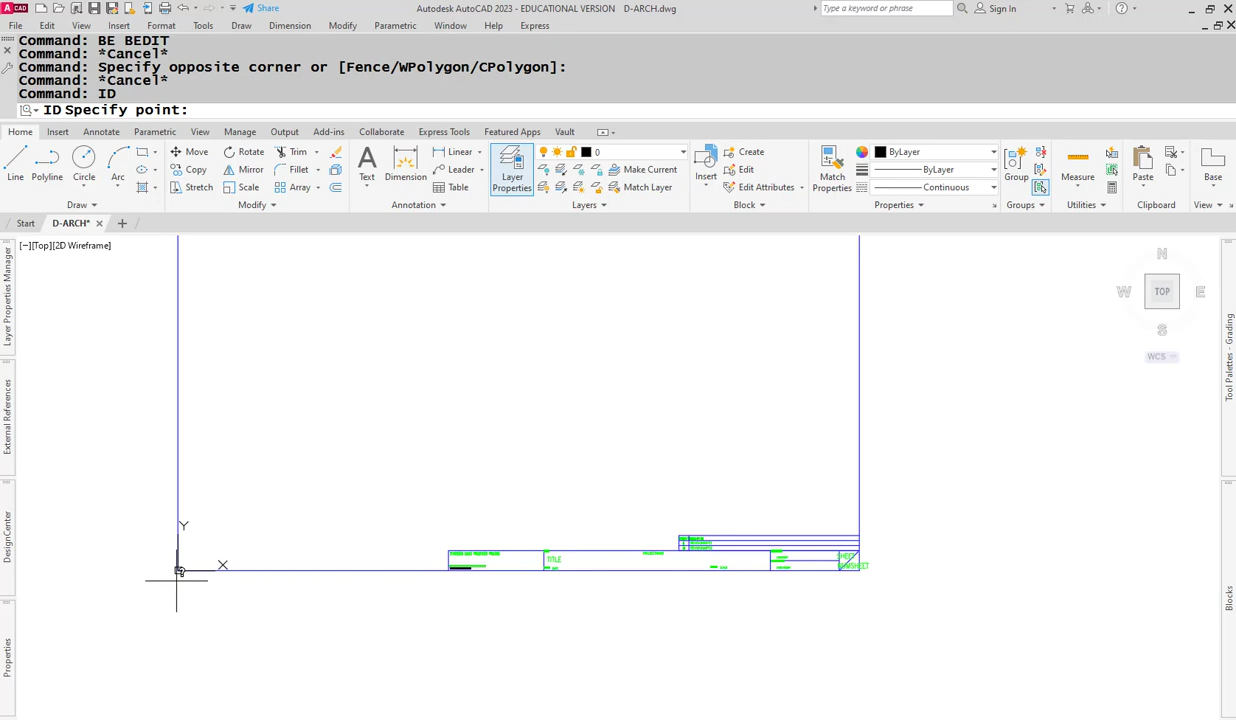 CAD
Share
Autodesk AutoCAD 2023 - EDUCATIONAL VERSION D-ARCH.dwg
Type a keyword or phrase
Sign In
File Edit View Insert Format Tools Draw Dimension Modify Parametric Window Help Express
Command: BE BEDIT
Command: *Cancel*
Command: Specify opposite corner or [Fence/WPolygon/CPolygon]:
Command: *Cancel*
Command: ID
ID Specify point:
Home Insert Annotate Parametric View Manage Output Add-ins Collaborate Express Tools Featured Apps Vault
Line Polyline Circle Arc
Move Rotate Trim
Copy Mirror Fillet
Stretch Scale Array
Text Dimension
Linear
Leader
Table
Layer Properties
0
Make Current
Match Layer
Insert
Create
Edit
Edit Attributes
Match Properties
ByLayer
ByLayer
Continuous
Group
Measure
Paste
Base
Draw Modify Annotation Layers Block Properties Groups Utilities Clipboard View
Start D-ARCH*
[−][Top][2D Wireframe]
Layer Properties Manager
External References
DesignCenter
Properties
N
W TOP E
S
WCS
Tool Palettes - Grading
Blocks
Y
X
TITLE